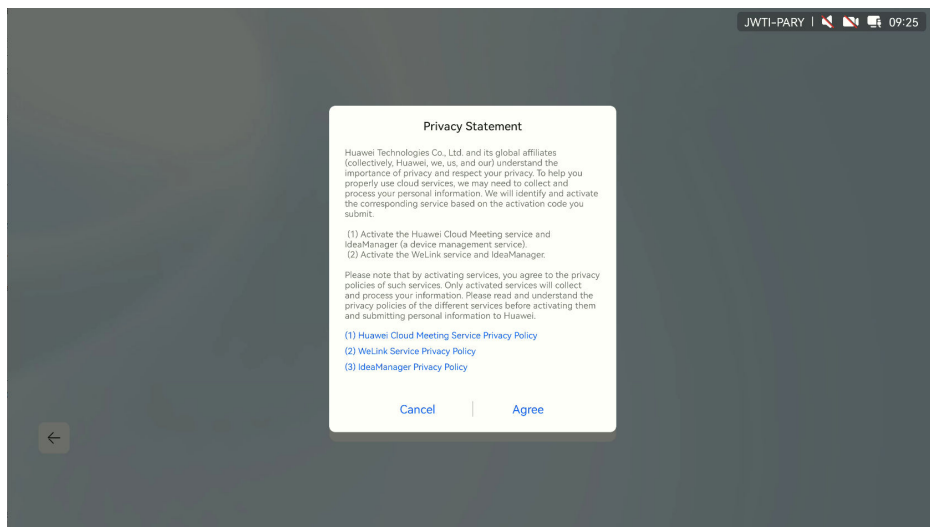 JWTI-PARY | 09:25
Privacy Statement
Huawei Technologies Co., Ltd. and its global affiliates
(collectively, Huawei, we, us, and our) understand the
importance of privacy and respect your privacy. To help you
properly use cloud services, we may need to collect and
process your personal information. We will identify and activate
the corresponding service based on the activation code you
submit.
(1) Activate the Huawei Cloud Meeting service and
IdeaManager (a device management service).
(2) Activate the WeLink service and IdeaManager.
Please note that by activating services, you agree to the privacy
policies of such services. Only activated services will collect
and process your information. Please read and understand the
privacy policies of the different services before activating them
and submitting personal information to Huawei.
(1) Huawei Cloud Meeting Service Privacy Policy
(2) WeLink Service Privacy Policy
(3) IdeaManager Privacy Policy
Cancel | Agree